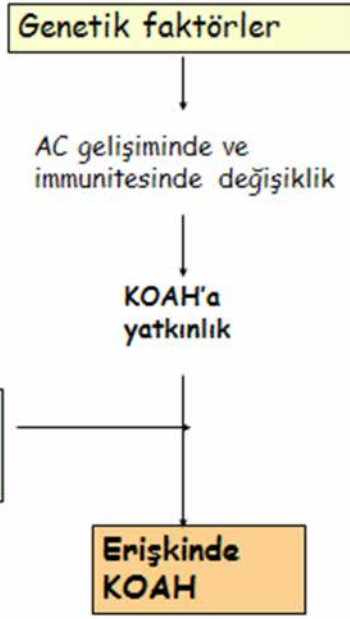 Genetik faktörler
AC gelişiminde ve
immunitesinde değişiklik
KOAH'a
yatkınlık
Erişkinde
KOAH